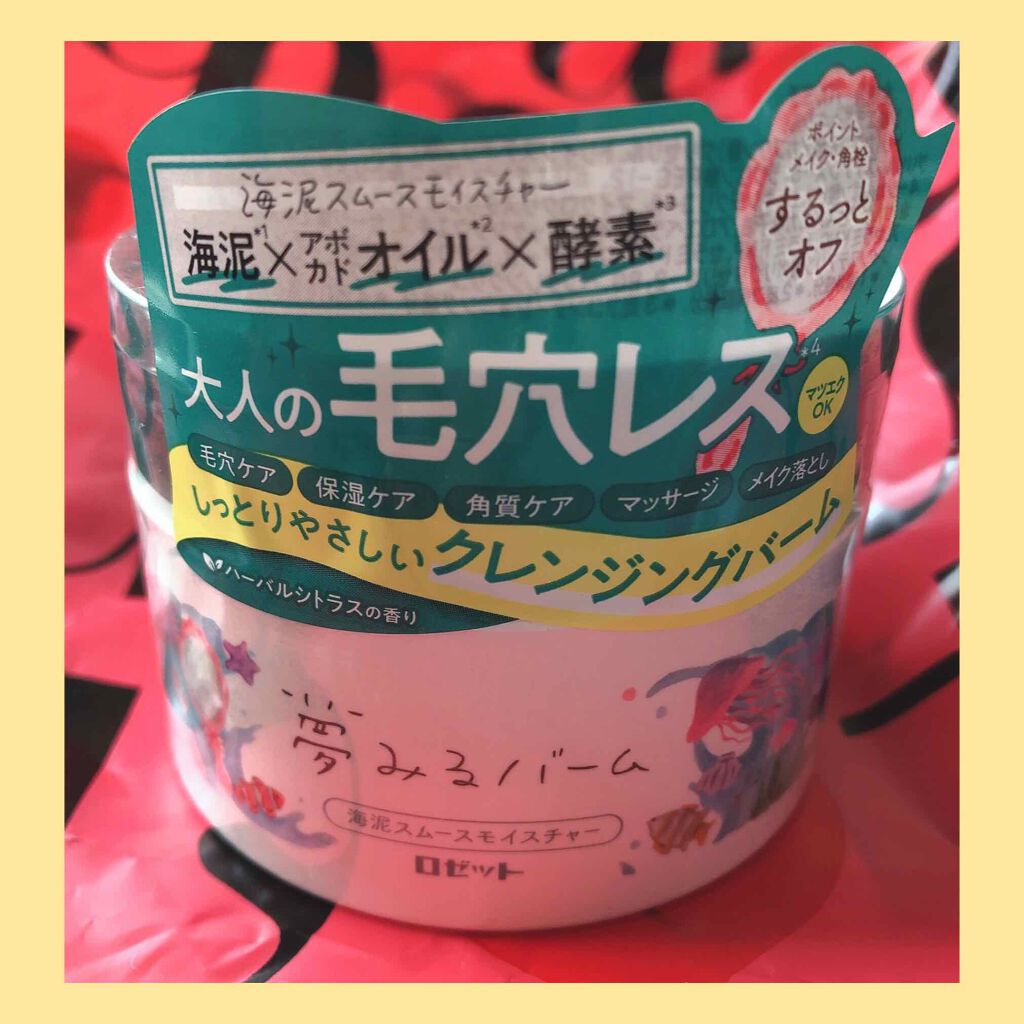 ポイント
メイク・角栓
するっと
オフ
海泥スムースモイスチャー
海泥*1×アボカドオイル*2×酵素*3
大人の毛穴レス*4
マツエク
OK
毛穴ケア 保湿ケア 角質ケア マッサージ メイク落とし
しっとりやさしいクレンジングバーム
ハーバルシトラスの香り
夢みるバーム
海泥スムースモイスチャー
ロゼット